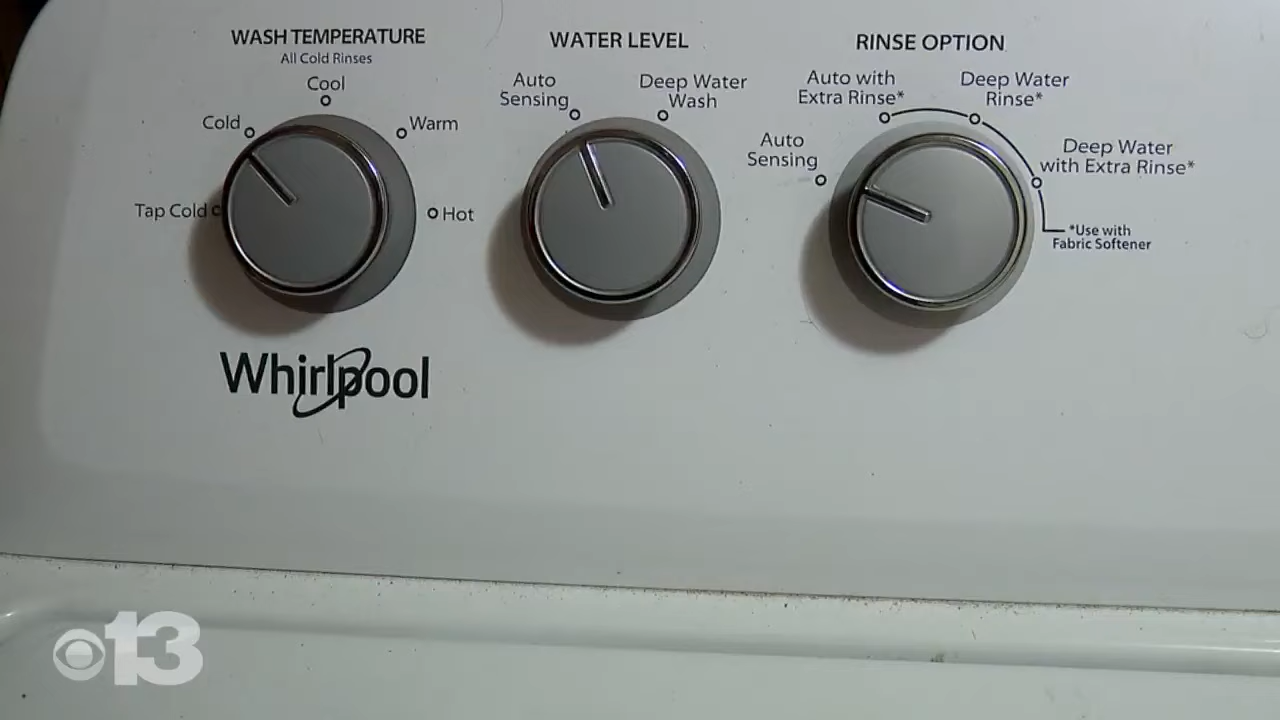 WASH TEMPERATURE
All Cold Rinses
Cool
Cold
Warm
Tap Cold
Hot
WATER LEVEL
Auto
Sensing
Deep Water
Wash
RINSE OPTION
Auto with
Extra Rinse*
Deep Water
Rinse*
Auto
Sensing
Deep Water
with Extra Rinse*
*Use with
Fabric Softener
Whirlpool
13